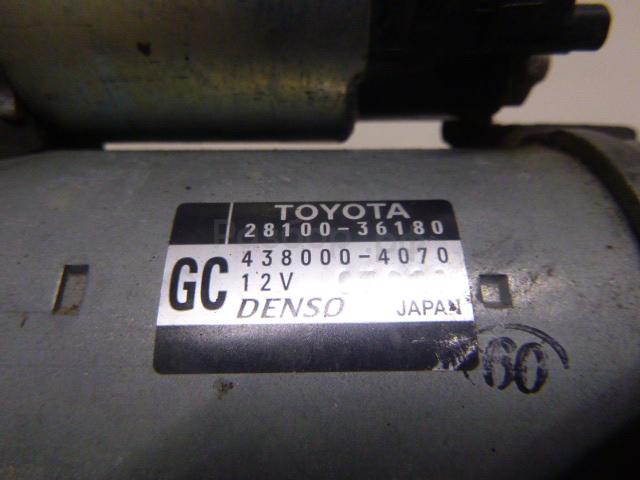 TOYOTA
28100-36180
438000-4070
GC 12V
DENSO JAPAN
60